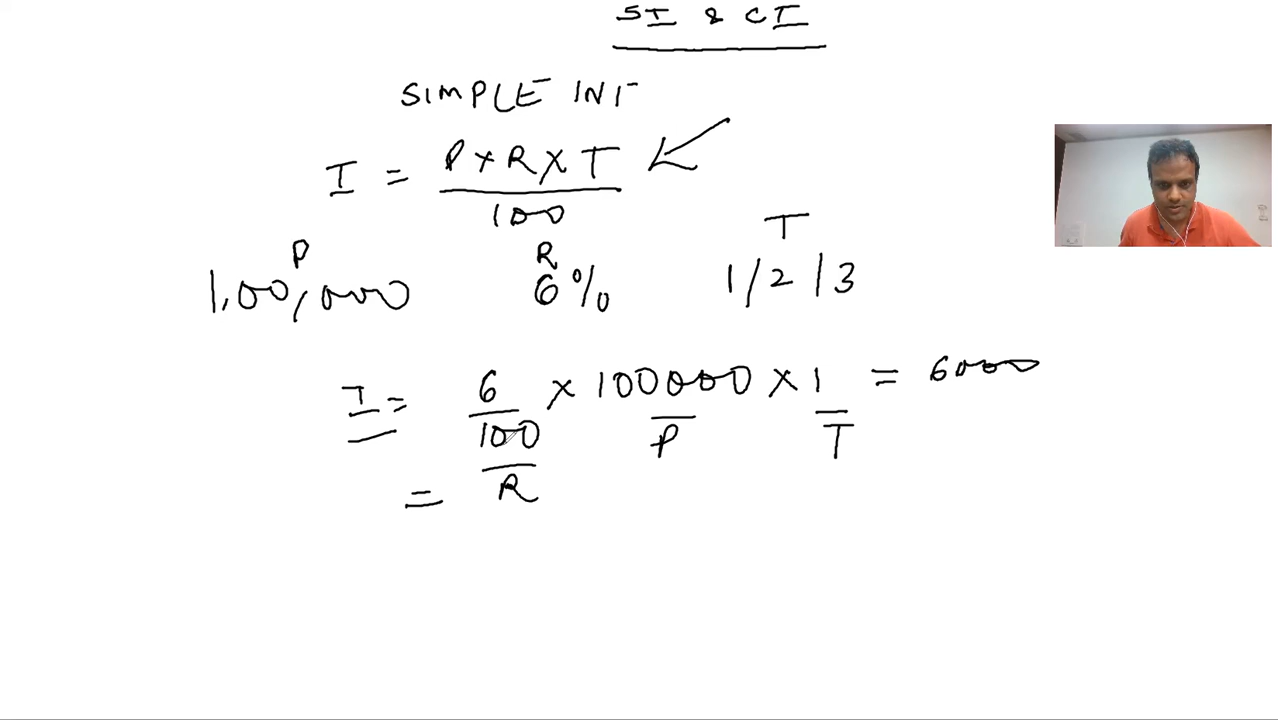 SI & CI
SIMPLE INT
I = P x R x T
100
P R T
1,00,000 6% 1/2/3
I = 6 x 100000 x 1 = 6000
100 P T
= R